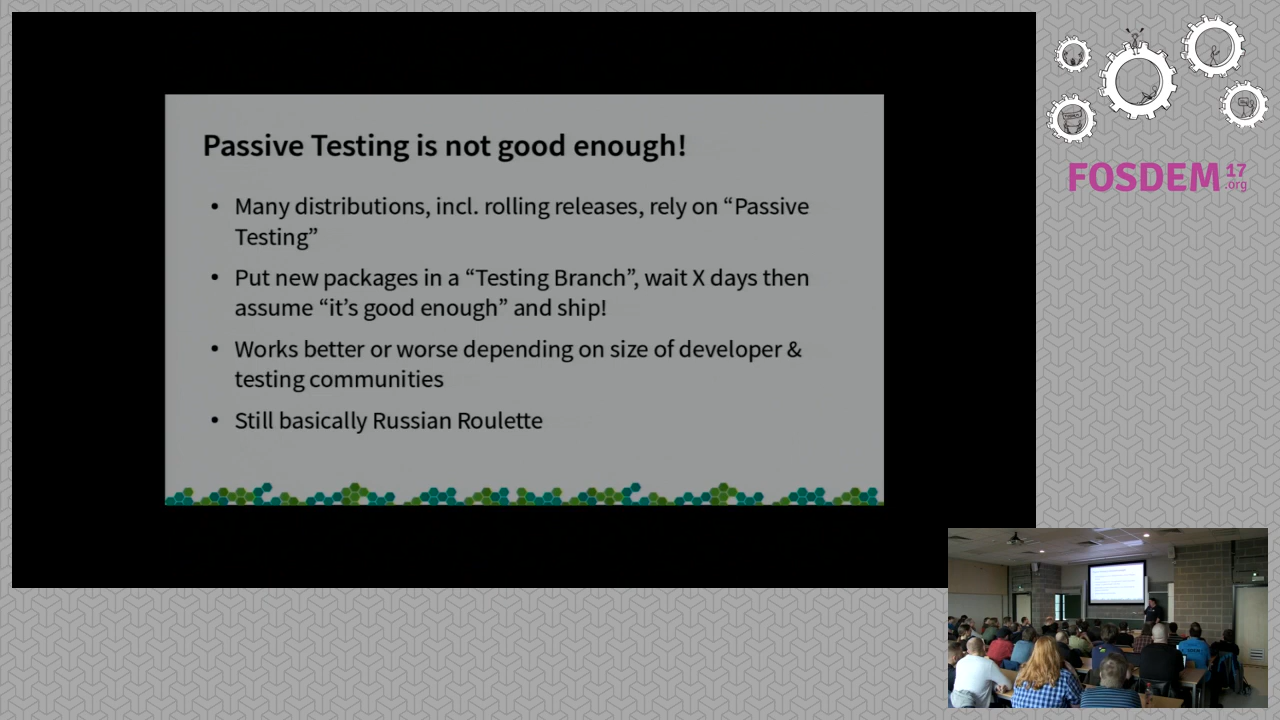 Passive Testing is not good enough!
• Many distributions, incl. rolling releases, rely on “Passive
Testing”
• Put new packages in a “Testing Branch”, wait X days then
assume “it’s good enough” and ship!
• Works better or worse depending on size of developer &
testing communities
• Still basically Russian Roulette
FOSDEM 17
.org